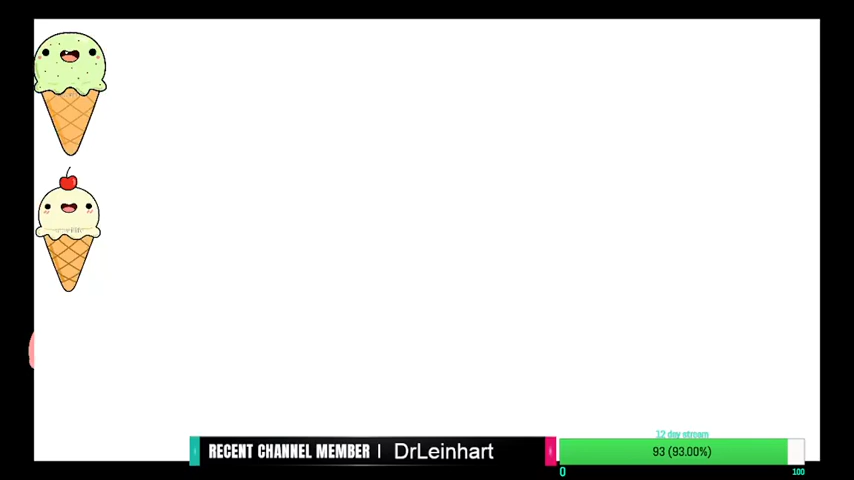 12 day stream
RECENT CHANNEL MEMBER | DrLeinhart
93 (93.00%)
0 100